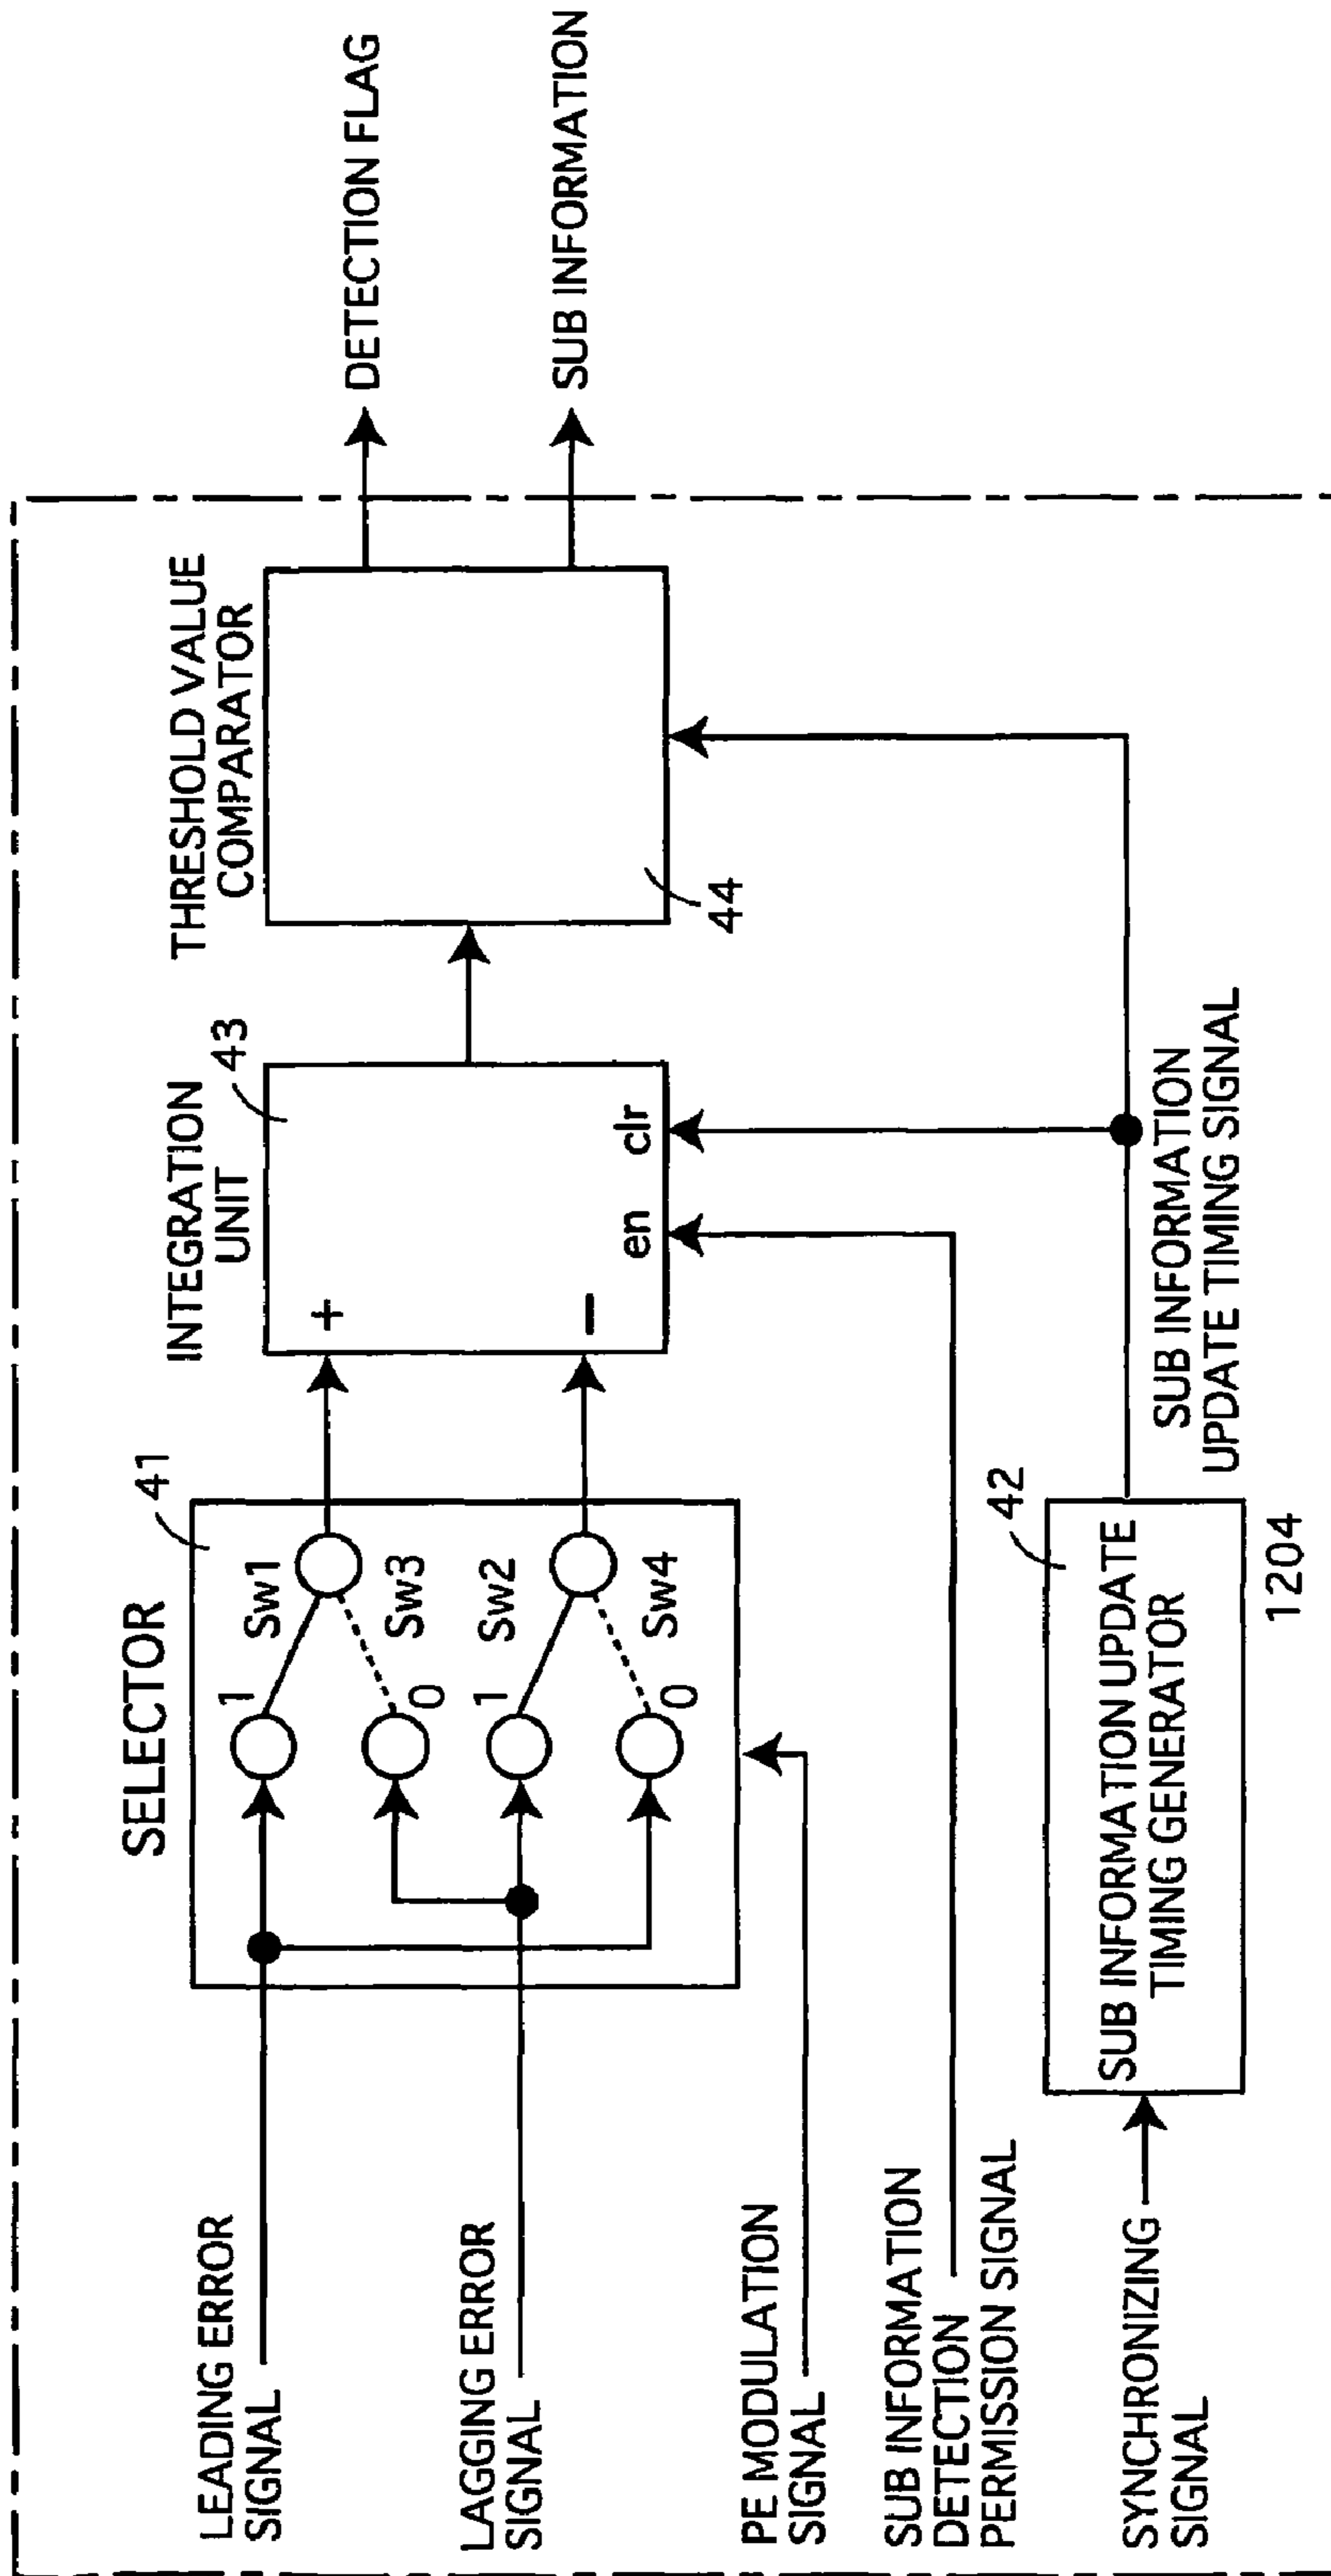 LEADING ERROR
SIGNAL
LAGGING ERROR
SIGNAL
PE MODULATION
SIGNAL
SUB INFORMATION
DETECTION
PERMISSION SIGNAL
SYNCHRONIZING
SIGNAL
SELECTOR
41
1
Sw1
Sw3
0
1
Sw2
Sw4
0
42
SUB INFORMATION UPDATE
TIMING GENERATOR
1204
INTEGRATION
UNIT
43
+
−
en
clr
SUB INFORMATION
UPDATE TIMING SIGNAL
THRESHOLD VALUE
COMPARATOR
44
DETECTION FLAG
SUB INFORMATION